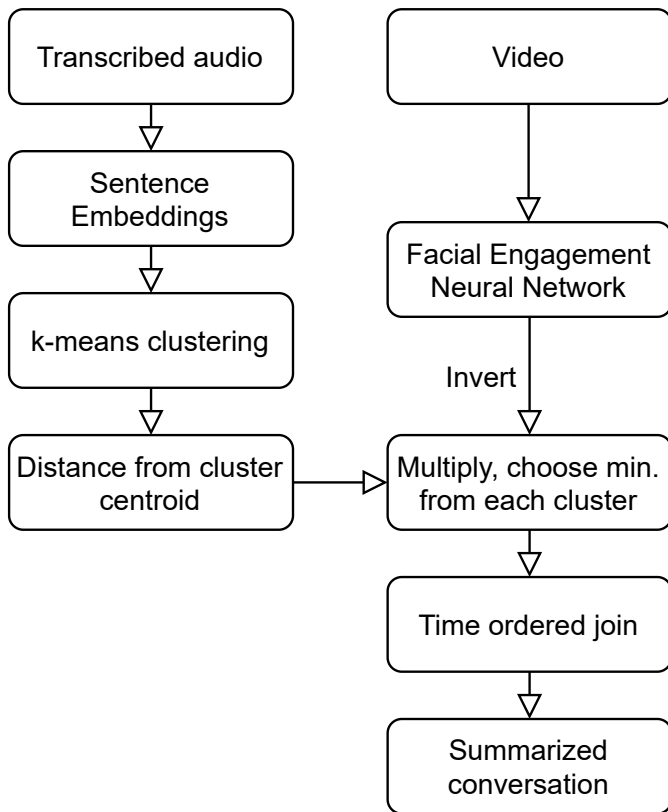 Transcribed audio
Video
Sentence
Embeddings
Facial Engagement
Neural Network
k-means clustering
Invert
Distance from cluster
centroid
Multiply, choose min.
from each cluster
Time ordered join
Summarized
conversation